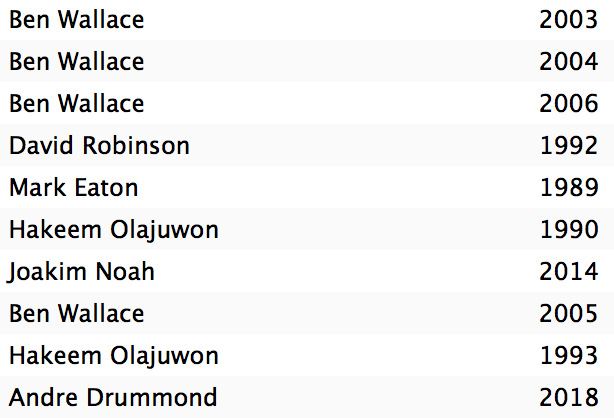 Ben Wallace 2003
Ben Wallace 2004
Ben Wallace 2006
David Robinson 1992
Mark Eaton 1989
Hakeem Olajuwon 1990
Joakim Noah 2014
Ben Wallace 2005
Hakeem Olajuwon 1993
Andre Drummond 2018